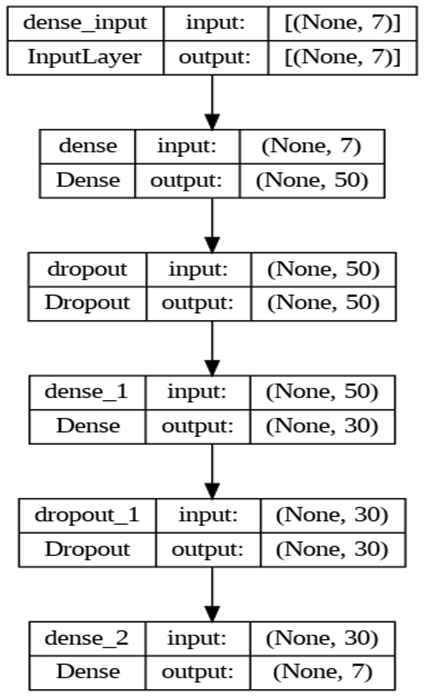 dense_input input: [(None, 7)]
InputLayer output: [(None, 7)]
dense input: (None, 7)
Dense output: (None, 50)
dropout input: (None, 50)
Dropout output: (None, 50)
dense_1 input: (None, 50)
Dense output: (None, 30)
dropout_1 input: (None, 30)
Dropout output: (None, 30)
dense_2 input: (None, 30)
Dense output: (None, 7)